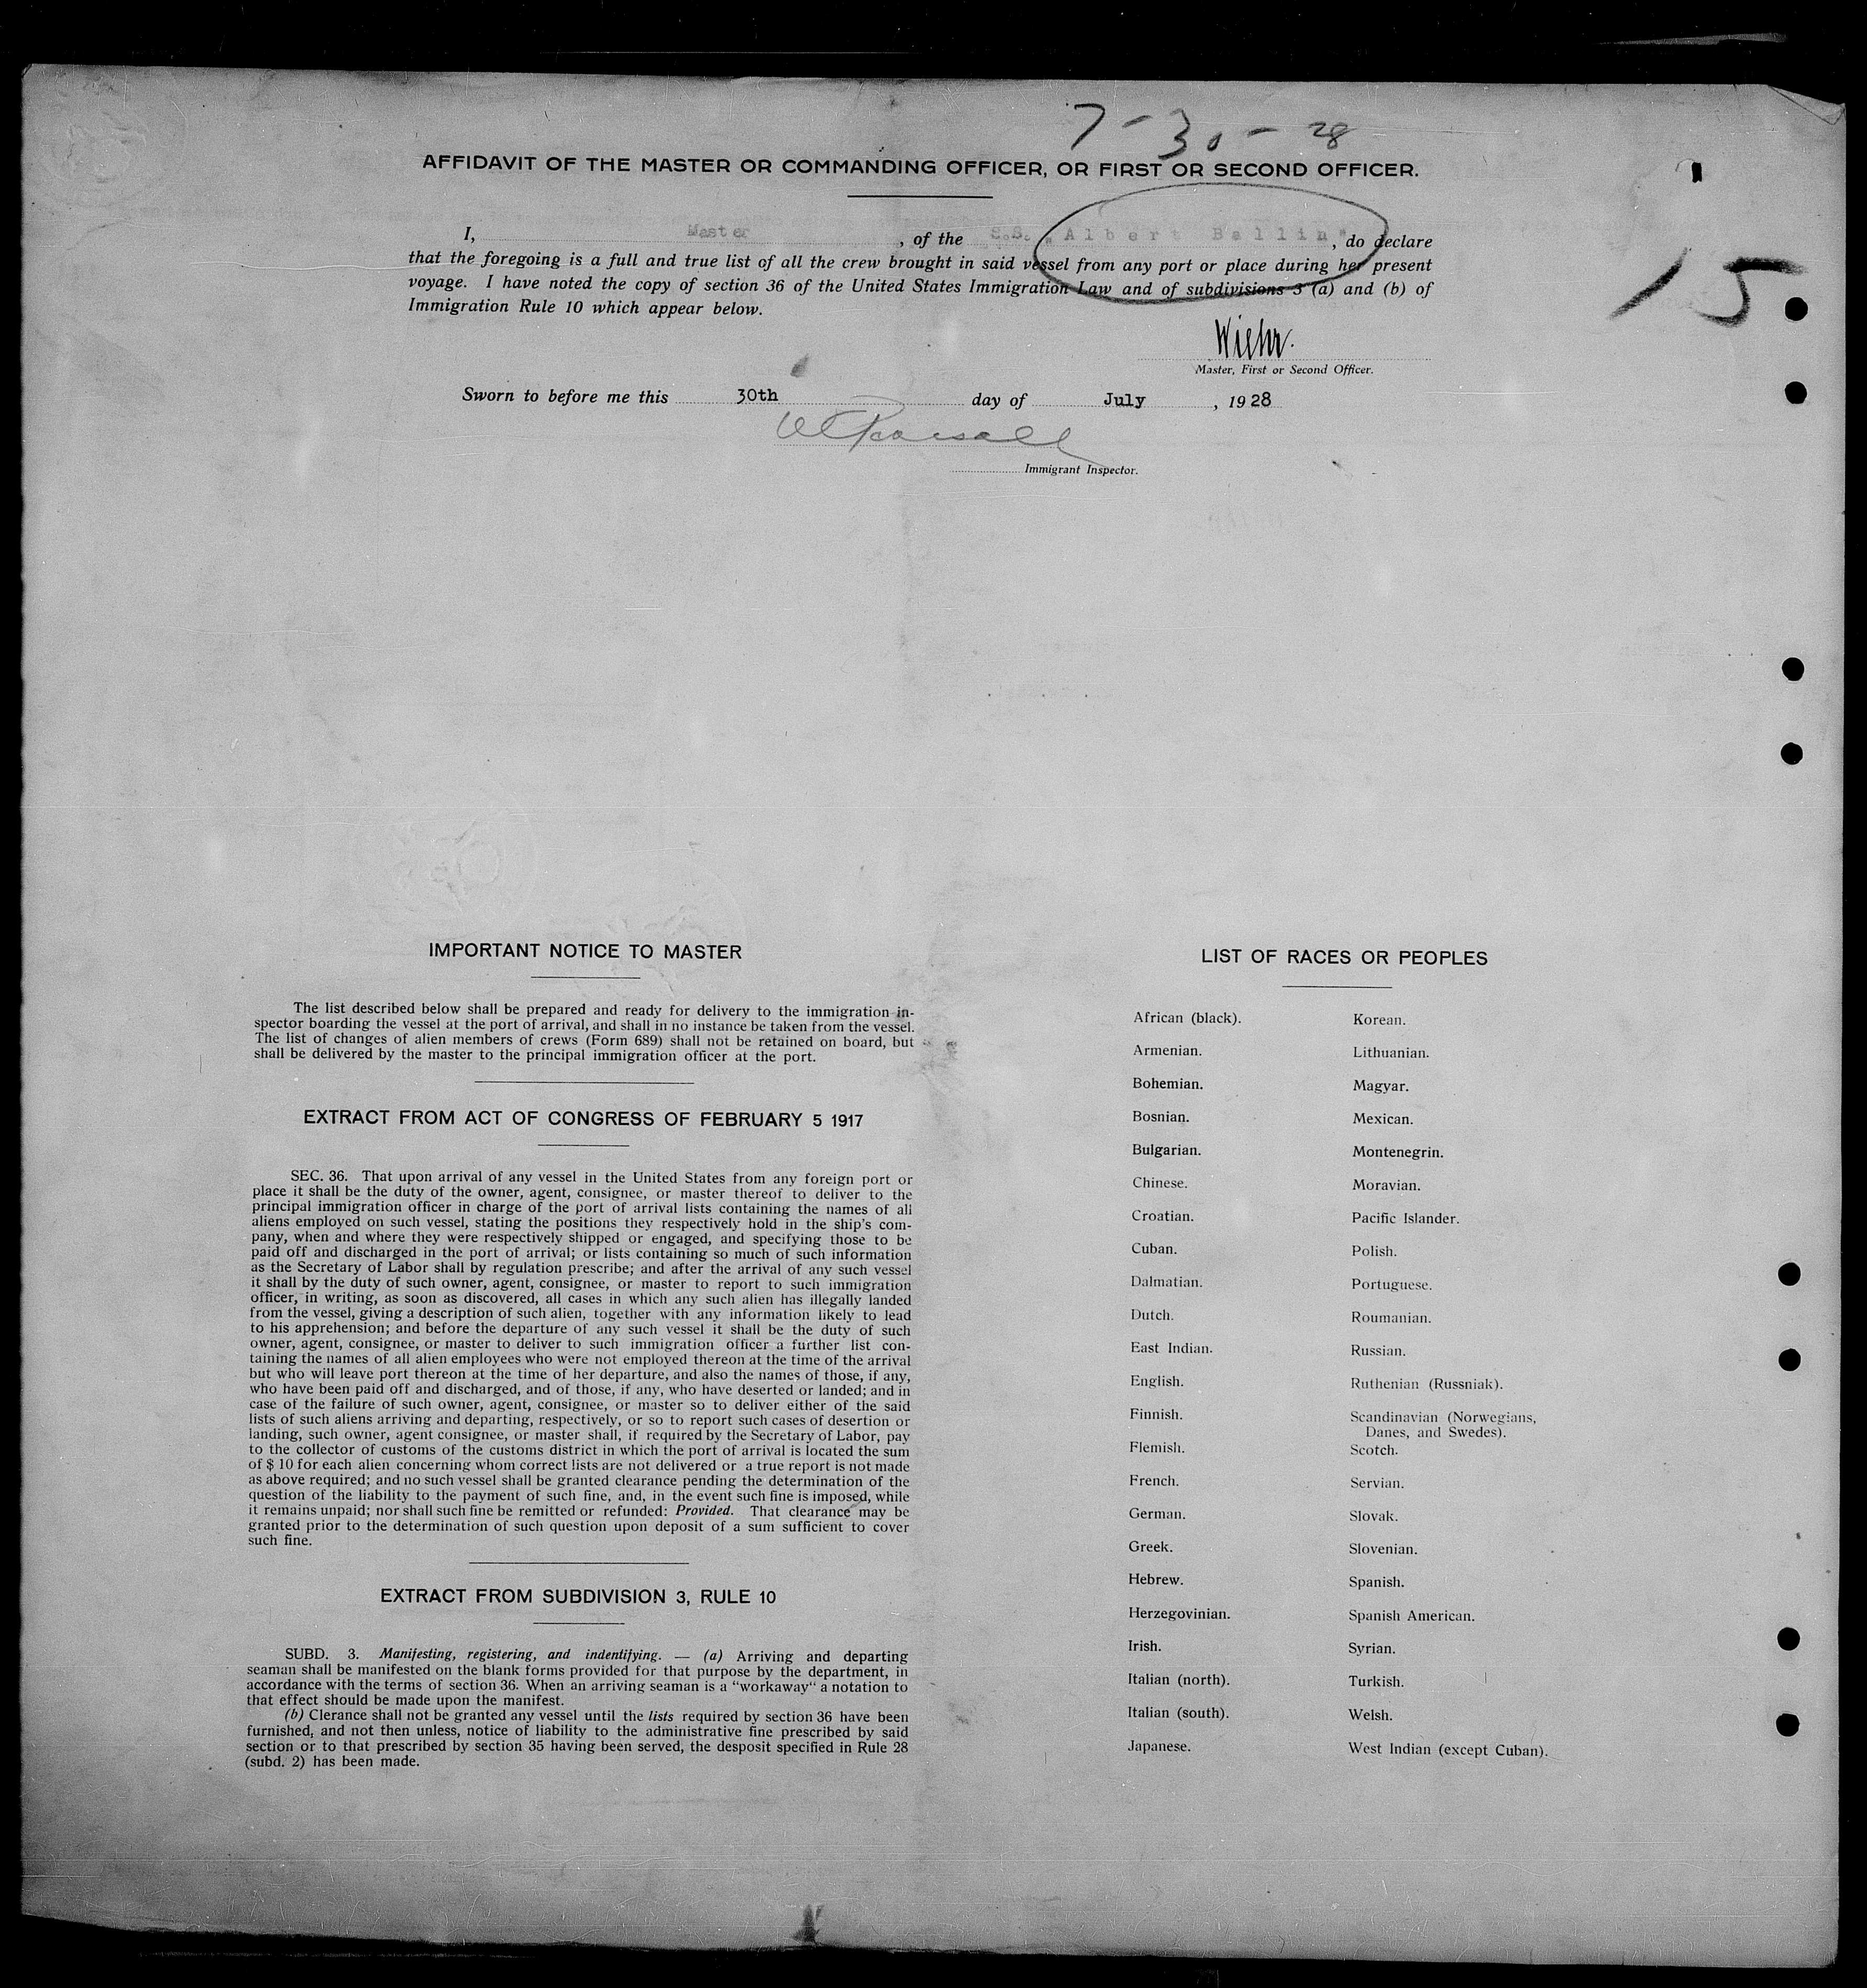 7-30-28
AFFIDAVIT OF THE MASTER OR COMMANDING OFFICER, OR FIRST OR SECOND OFFICER.
I, Master , of the S.S. „Albert Ballin", do declare
that the foregoing is a full and true list of all the crew brought in said vessel from any port or place during her present
voyage. I have noted the copy of section 36 of the United States Immigration Law and of subdivisions 3 (a) and (b) of
Immigration Rule 10 which appear below.
15
Wiehr.
Master, First or Second Officer.
Sworn to before me this 30th day of July , 1928
Immigrant Inspector.
IMPORTANT NOTICE TO MASTER
The list described below shall be prepared and ready for delivery to the immigration in-
spector boarding the vessel at the port of arrival, and shall in no instance be taken from the vessel.
The list of changes of alien members of crews (Form 689) shall not be retained on board, but
shall be delivered by the master to the principal immigration officer at the port.
EXTRACT FROM ACT OF CONGRESS OF FEBRUARY 5 1917
SEC. 36. That upon arrival of any vessel in the United States from any foreign port or
place it shall be the duty of the owner, agent, consignee, or master thereof to deliver to the
principal immigration officer in charge of the port of arrival lists containing the names of all
aliens employed on such vessel, stating the positions they respectively hold in the ship's com-
pany, when and where they were respectively shipped or engaged, and specifying those to be
paid off and discharged in the port of arrival; or lists containing so much of such information
as the Secretary of Labor shall by regulation prescribe; and after the arrival of any such vessel
it shall by the duty of such owner, agent, consignee, or master to report to such immigration
officer, in writing, as soon as discovered, all cases in which any such alien has illegally landed
from the vessel, giving a description of such alien, together with any information likely to lead
to his apprehension; and before the departure of any such vessel it shall be the duty of such
owner, agent, consignee, or master to deliver to such immigration officer a further list con-
taining the names of all alien employees who were not employed thereon at the time of the arrival
but who will leave port thereon at the time of her departure, and also the names of those, if any,
who have been paid off and discharged, and of those, if any, who have deserted or landed; and in
case of the failure of such owner, agent, consignee, or master so to deliver either of the said
lists of such aliens arriving and departing, respectively, or so to report such cases of desertion or
landing, such owner, agent consignee, or master shall, if required by the Secretary of Labor, pay
to the collector of customs of the customs district in which the port of arrival is located the sum
of $ 10 for each alien concerning whom correct lists are not delivered or a true report is not made
as above required; and no such vessel shall be granted clearance pending the determination of the
question of the liability to the payment of such fine, and, in the event such fine is imposed, while
it remains unpaid; nor shall such fine be remitted or refunded: Provided. That clearance may be
granted prior to the determination of such question upon deposit of a sum sufficient to cover
such fine.
EXTRACT FROM SUBDIVISION 3, RULE 10
SUBD. 3. Manifesting, registering, and indentifying. — (a) Arriving and departing
seaman shall be manifested on the blank forms provided for that purpose by the department, in
accordance with the terms of section 36. When an arriving seaman is a “workaway“ a notation to
that effect should be made upon the manifest.
(b) Clerance shall not be granted any vessel until the lists required by section 36 have been
furnished, and not then unless, notice of liability to the administrative fine prescribed by said
section or to that prescribed by section 35 having been served, the desposit specified in Rule 28
(subd. 2) has been made.
LIST OF RACES OR PEOPLES
African (black).
Armenian.
Bohemian.
Bosnian.
Bulgarian.
Chinese.
Croatian.
Cuban.
Dalmatian.
Dutch.
East Indian.
English.
Finnish.
Flemish.
French.
German.
Greek.
Hebrew.
Herzegovinian.
Irish.
Italian (north).
Italian (south).
Japanese.
Korean.
Lithuanian.
Magyar.
Mexican.
Montenegrin.
Moravian.
Pacific Islander.
Polish.
Portuguese.
Roumanian.
Russian.
Ruthenian (Russniak).
Scandinavian (Norwegians,
Danes, and Swedes).
Scotch.
Servian.
Slovak.
Slovenian.
Spanish.
Spanish American.
Syrian.
Turkish.
Welsh.
West Indian (except Cuban).